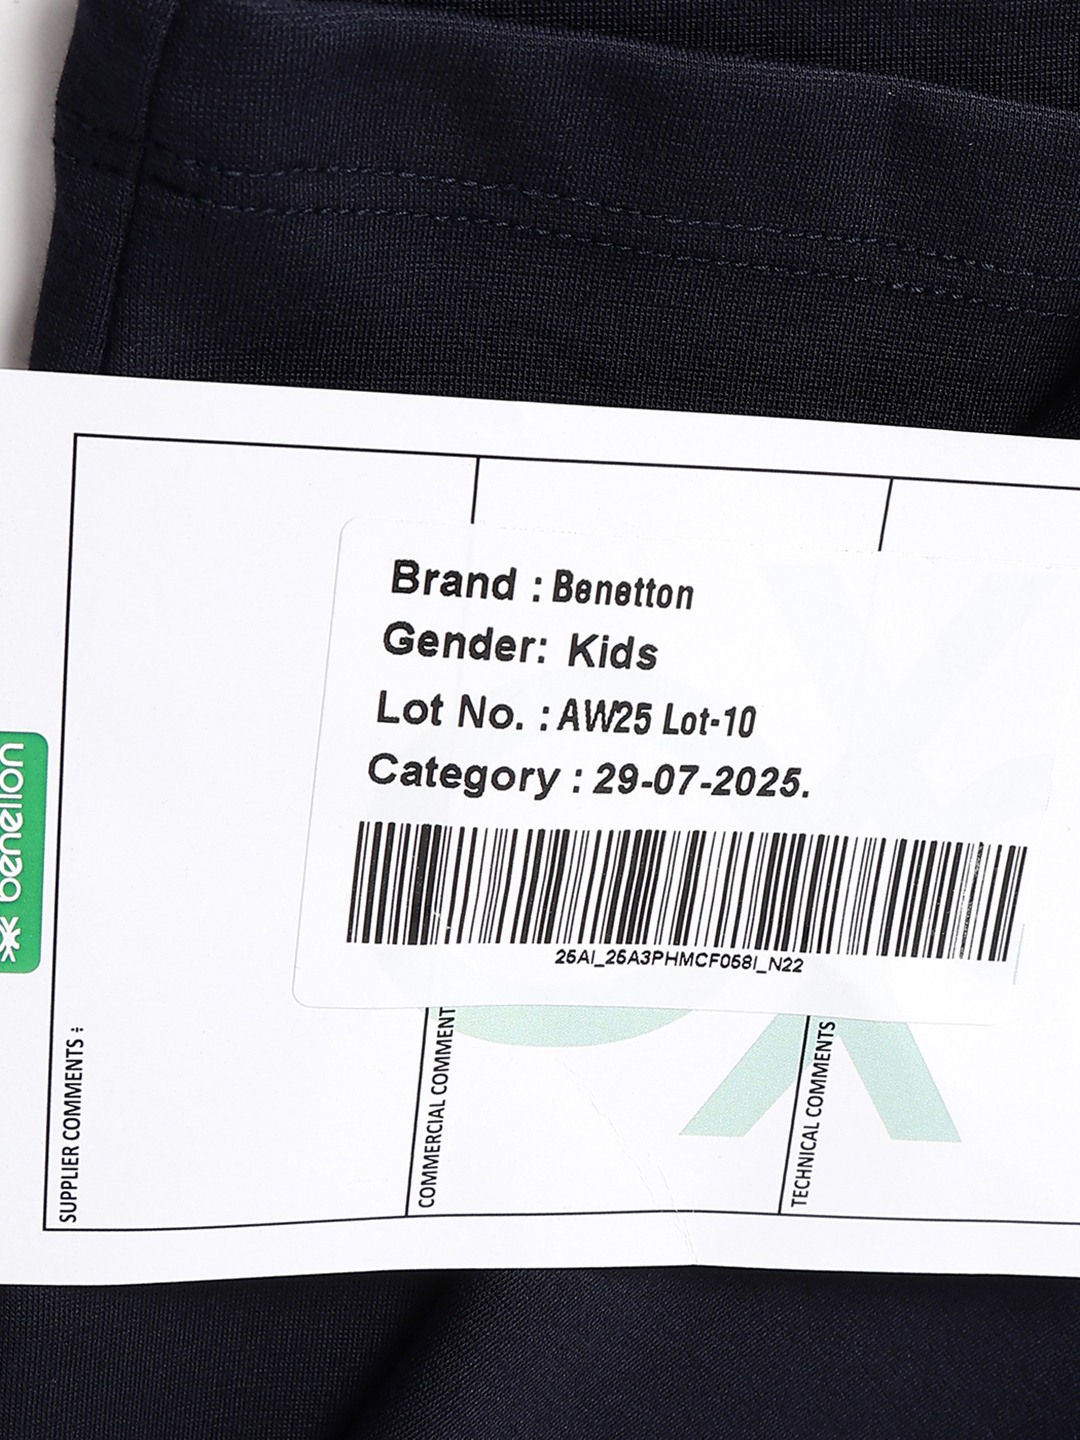 Brand : Benetton
Gender: Kids
Lot No. : AW25 Lot-10
Category : 29-07-2025.
25AI_25A3PHMCF058I_N22
benetton
SUPPLIER COMMENTS :
COMMERCIAL COMMENT
TECHNICAL COMMENTS